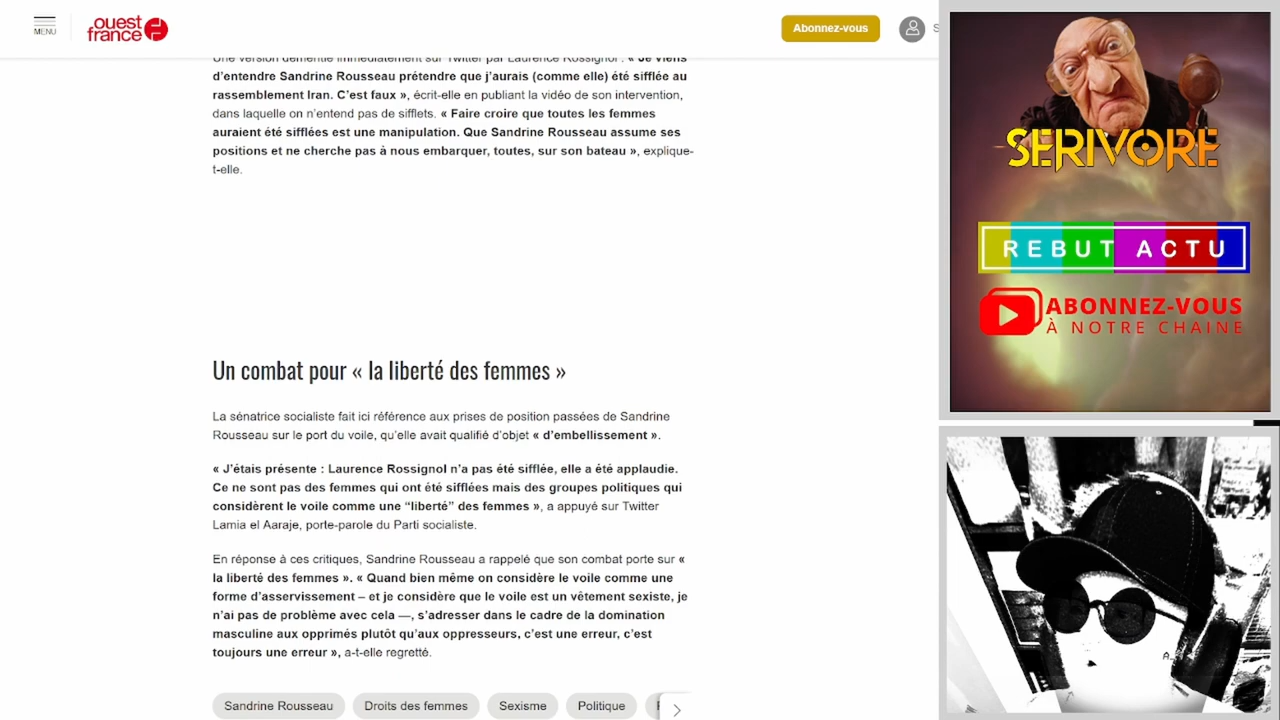 MENU
ouest
france
Abonnez-vous
S
Une version démentie immédiatement sur Twitter par Laurence Rossignol : « Je viens
d’entendre Sandrine Rousseau prétendre que j’aurais (comme elle) été sifflée au
rassemblement Iran. C’est faux », écrit-elle en publiant la vidéo de son intervention,
dans laquelle on n’entend pas de sifflets. « Faire croire que toutes les femmes
auraient été sifflées est une manipulation. Que Sandrine Rousseau assume ses
positions et ne cherche pas à nous embarquer, toutes, sur son bateau », explique-
t-elle.
Un combat pour « la liberté des femmes »
La sénatrice socialiste fait ici référence aux prises de position passées de Sandrine
Rousseau sur le port du voile, qu’elle avait qualifié d’objet « d’embellissement ».
« J’étais présente : Laurence Rossignol n’a pas été sifflée, elle a été applaudie.
Ce ne sont pas des femmes qui ont été sifflées mais des groupes politiques qui
considèrent le voile comme une “liberté” des femmes », a appuyé sur Twitter
Lamia el Aaraje, porte-parole du Parti socialiste.
En réponse à ces critiques, Sandrine Rousseau a rappelé que son combat porte sur «
la liberté des femmes ». « Quand bien même on considère le voile comme une
forme d’asservissement – et je considère que le voile est un vêtement sexiste, je
n’ai pas de problème avec cela —, s’adresser dans le cadre de la domination
masculine aux opprimés plutôt qu’aux oppresseurs, c’est une erreur, c’est
toujours une erreur », a-t-elle regretté.
Sandrine Rousseau
Droits des femmes
Sexisme
Politique
SERIVORE
REBUT ACTU
ABONNEZ-VOUS
À NOTRE CHAINE